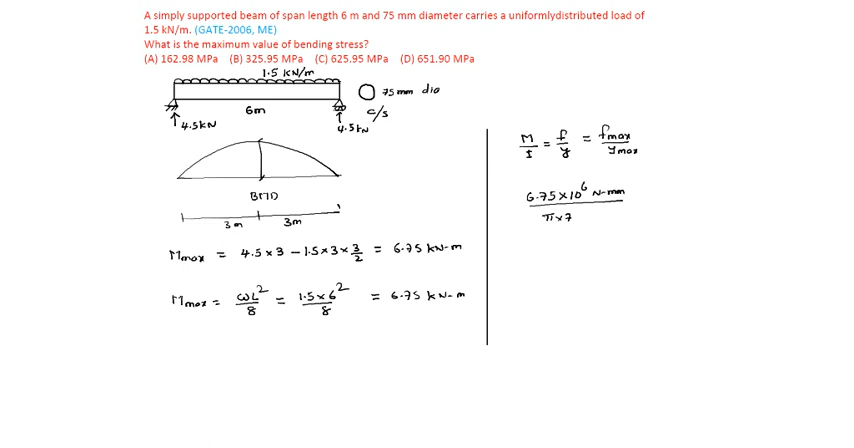 A simply supported beam of span length 6 m and 75 mm diameter carries a uniformlydistributed load of
1.5 kN/m. (GATE-2006, ME)
What is the maximum value of bending stress?
(A) 162.98 MPa (B) 325.95 MPa (C) 625.95 MPa (D) 651.90 MPa
1.5 kN/m
75 mm dia
c/s
6m
4.5kN
4.5kN
BMD
3m 3m
Mmax = 4.5 x 3 - 1.5 x 3 x 3/2 = 6.75 kN-m
Mmax = ωL²/8 = 1.5 x 6²/8 = 6.75 kN-m
M/I = f/y = fmax/ymax
6.75 x 10⁶ N-mm
π x 7